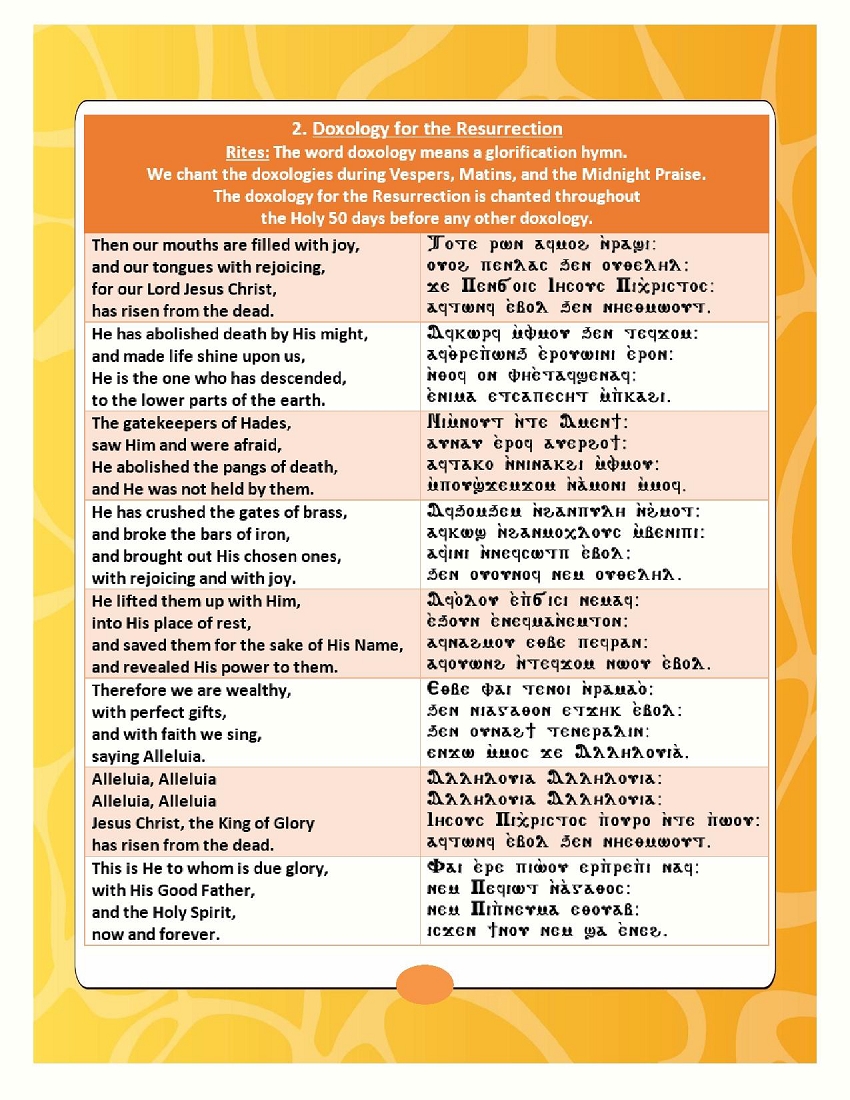 2. Doxology for the Resurrection
Rites: The word doxology means a glorification hymn.
We chant the doxologies during Vespers, Matins, and the Midnight Praise.
The doxology for the Resurrection is chanted throughout
the Holy 50 days before any other doxology.
Then our mouths are filled with joy,
and our tongues with rejoicing,
for our Lord Jesus Christ,
has risen from the dead.
Ⲧⲟⲧⲉ ⲣⲱⲛ ⲁϥⲙⲟϩ ⲛ̀ⲣⲁϣⲓ:
ⲟⲩⲟϩ ⲡⲉⲛⲗⲁⲥ ϧⲉⲛ ⲟⲩⲑⲉⲗⲏⲗ:
ϫⲉ Ⲡⲉⲛϭⲟⲓⲥ Ⲓⲏⲥⲟⲩⲥ Ⲡⲓⲭ̀ⲣⲓⲥⲧⲟⲥ:
ⲁϥⲧⲱⲛϥ ⲉ̀ⲃⲟⲗ ϧⲉⲛ ⲛⲏⲉⲑⲙⲱⲟⲩⲧ.
He has abolished death by His might,
and made life shine upon us,
He is the one who has descended,
to the lower parts of the earth.
Ⲁϥⲕⲱⲣϥ ⲙ̀ⲫⲙⲟⲩ ϧⲉⲛ ⲧⲉϥϫⲟⲙ:
ⲁϥⲑ̀ⲣⲉⲡ̀ⲱⲛϧ ⲉ̀ⲣⲟⲩⲱⲓⲛⲓ ⲉ̀ⲣⲟⲛ:
ⲛ̀ⲑⲟϥ ⲟⲛ ⲫⲏⲉ̀ⲧⲁϥϣⲉⲛⲁϥ:
ⲉ̀ⲛⲓⲙⲁ ⲉⲧⲥⲁⲡⲉⲥⲏⲧ ⲙ̀ⲡ̀ⲕⲁϩⲓ.
The gatekeepers of Hades,
saw Him and were afraid,
He abolished the pangs of death,
and He was not held by them.
Ⲛⲓⲙ̀ⲛⲟⲩⲧ ⲛ̀ⲧⲉ Ⲁⲙⲉⲛϯ:
ⲁⲩⲛⲁⲩ ⲉ̀ⲣⲟϥ ⲁⲩⲉⲣϩⲟϯ:
ⲁϥⲧⲁⲕⲟ ⲛ̀ⲛⲓⲛⲁⲕϩⲓ ⲙ̀ⲫⲙⲟⲩ:
ⲙ̀ⲡⲟⲩϣ̀ϫⲉⲙϫⲟⲙ ⲛ̀ⲁ̀ⲙⲟⲛⲓ ⲙ̀ⲙⲟϥ.
He has crushed the gates of brass,
and broke the bars of iron,
and brought out His chosen ones,
with rejoicing and with joy.
Ⲁϥϧⲟⲙϧⲉⲙ ⲛ̀ϩⲁⲛⲡⲩⲗⲏ ⲛ̀ϩⲟⲙⲧ:
ⲁϥⲕⲱϣ ⲛ̀ϩⲁⲛⲙⲟⲭⲗⲟⲩⲥ ⲙ̀ⲃⲉⲛⲓⲡⲓ:
ⲁϥⲓ̀ⲛⲓ ⲛ̀ⲛⲉϥⲥⲱⲧⲡ ⲉ̀ⲃⲟⲗ:
ϧⲉⲛ ⲟⲩⲟⲩⲛⲟϥ ⲛⲉⲙ ⲟⲩⲑⲉⲗⲏⲗ.
He lifted them up with Him,
into His place of rest,
and saved them for the sake of His Name,
and revealed His power to them.
Ⲁϥⲟ̀ⲗⲟⲩ ⲉ̀ⲡ̀ϭⲓⲥⲓ ⲛⲉⲙⲁϥ:
ⲉ̀ϧⲟⲩⲛ ⲉ̀ⲛⲉϥⲙⲁⲛ̀ⲉⲙⲧⲟⲛ:
ⲁϥⲛⲁϩⲙⲟⲩ ⲉⲑⲃⲉ ⲡⲉϥⲣⲁⲛ:
ⲁϥⲟⲩⲱⲛϩ ⲛ̀ⲧⲉϥϫⲟⲙ ⲛⲱⲟⲩ ⲉ̀ⲃⲟⲗ.
Therefore we are wealthy,
with perfect gifts,
and with faith we sing,
saying Alleluia.
Ⲉⲑⲃⲉ ⲫⲁⲓ ⲧⲉⲛⲟⲓ ⲛ̀ⲣⲁⲙⲁⲟ̀:
ϧⲉⲛ ⲛⲓⲁⲅⲁⲑⲟⲛ ⲉⲧϫⲏⲕ ⲉ̀ⲃⲟⲗ:
ϧⲉⲛ ⲟⲩⲛⲁϩϯ ⲧⲉⲛⲉⲣⲁⲗⲓⲛ:
ⲉⲛϫⲱ ⲙ̀ⲙⲟⲥ ϫⲉ Ⲁⲗⲗⲏⲗⲟⲩⲓⲁ̀.
Alleluia, Alleluia
Alleluia, Alleluia
Jesus Christ, the King of Glory
has risen from the dead.
Ⲁⲗⲗⲏⲗⲟⲩⲓⲁ Ⲁⲗⲗⲏⲗⲟⲩⲓⲁ:
Ⲁⲗⲗⲏⲗⲟⲩⲓⲁ Ⲁⲗⲗⲏⲗⲟⲩⲓⲁ:
Ⲓⲏⲥⲟⲩⲥ Ⲡⲓⲭ̀ⲣⲓⲥⲧⲟⲥ ⲡ̀ⲟⲩⲣⲟ ⲛ̀ⲧⲉ ⲡ̀ⲱⲟⲩ:
ⲁϥⲧⲱⲛϥ ⲉ̀ⲃⲟⲗ ϧⲉⲛ ⲛⲏⲉⲑⲙⲱⲟⲩⲧ.
This is He to whom is due glory,
with His Good Father,
and the Holy Spirit,
now and forever.
Ⲫⲁⲓ ⲉ̀ⲣⲉ ⲡⲓⲱ̀ⲟⲩ ⲉⲣⲡ̀ⲣⲉⲡ̀ⲓ ⲛⲁϥ:
ⲛⲉⲙ Ⲡⲉϥⲓⲱⲧ ⲛ̀ⲁ̀ⲅⲁⲑⲟⲥ:
ⲛⲉⲙ Ⲡⲓⲡ̀ⲛⲉⲩⲙⲁ ⲉⲑⲟⲩⲁⲃ:
ⲓⲥϫⲉⲛ ϯⲛⲟⲩ ⲛⲉⲙ ϣⲁ ⲉ̀ⲛⲉϩ.